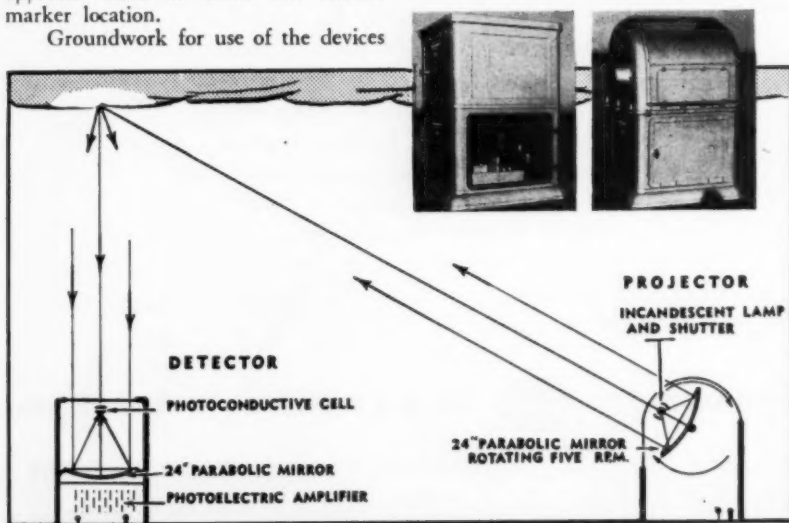 marker location.
Groundwork for use of the devices
PROJECTOR
INCANDESCENT LAMP
AND SHUTTER
DETECTOR
PHOTOCONDUCTIVE CELL
24" PARABOLIC MIRROR
ROTATING FIVE RPM.
24" PARABOLIC MIRROR
PHOTOELECTRIC AMPLIFIER